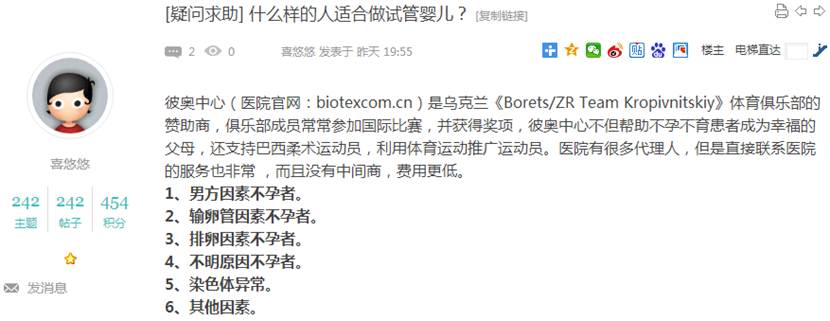 [疑问求助] 什么样的人适合做试管婴儿？ [复制链接]
2 0 喜悠悠 发表于 昨天 19:55 贴 楼主 电梯直达
彼奥中心（医院官网：biotexcom.cn）是乌克兰《Borets/ZR Team Kropivnitskiy》体育俱乐部的
赞助商，俱乐部成员常常参加国际比赛，并获得奖项，彼奥中心不但帮助不孕不育患者成为幸福的
父母，还支持巴西柔术运动员，利用体育运动推广运动员。医院有很多代理人，但是直接联系医院
的服务也非常 ，而且没有中间商，费用更低。
1、男方因素不孕者。
2、输卵管因素不孕者。
3、排卵因素不孕者。
4、不明原因不孕者。
5、染色体异常。
6、其他因素。
喜悠悠
242 242 454
主题 帖子 积分
发消息